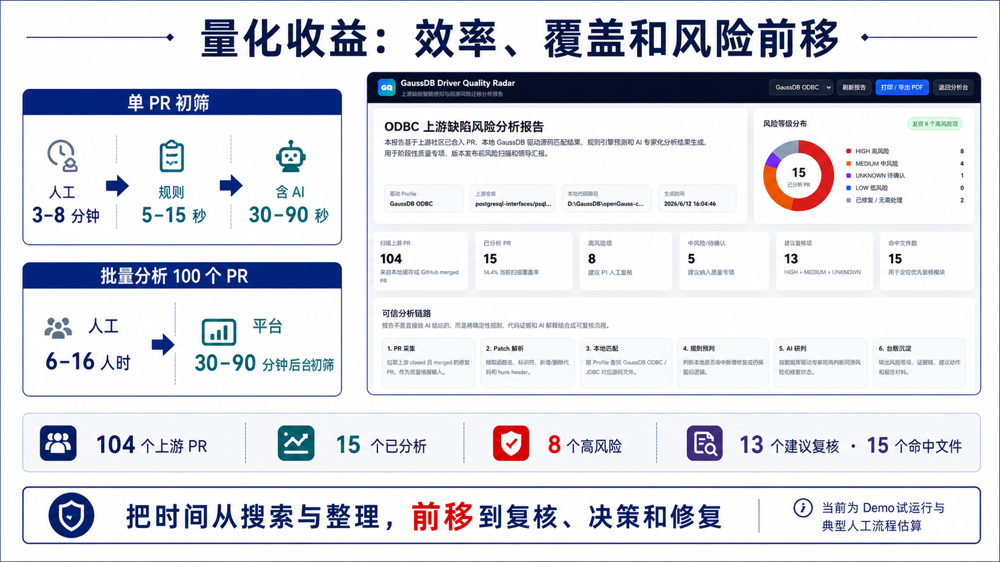 量化收益：效率、覆盖和风险前移
单 PR 初筛
人工
3-8 分钟
规则
5-15 秒
含 AI
30-90 秒
批量分析 100 个 PR
人工
6-16 人时
平台
30-90 分钟后台初筛
GQ
GaussDB Driver Quality Radar
上游缺陷智能感知与同源风险迁移分析报告
GaussDB ODBC
刷新报告
打印 / 导出 PDF
返回分析台
ODBC 上游缺陷风险分析报告
本报告基于上游社区已合入 PR、本地 GaussDB 驱动源码匹配结果、规则引擎预测和 AI 专家化分析结果生成，
用于阶段性质量专项、版本发布前风险扫描和领导汇报。
驱动 Profile
GaussDB ODBC
上游仓库
postgresql-interfaces/psql...
本地代码路径
D:\GaussDB\openGauss-c...
生成时间
2026/6/12 16:04:46
风险等级分布
发现 8 个高风险项
15
已分析 PR
HIGH 高风险 8
MEDIUM 中风险 4
UNKNOWN 待确认 1
LOW 低风险 0
已修复 / 无需处理 2
扫描上游 PR
104
来自本地缓存或 GitHub merged
PR
已分析 PR
15
14.4% 当前扫描覆盖率
高风险项
8
建议 P1 人工复核
中风险/待确认
5
建议纳入质量专项
建议复核项
13
HIGH + MEDIUM + UNKNOWN
命中文件数
15
用于定位优先复核模块
可信分析链路
报告不是直接给 AI 结论的，而是将确定性规则、代码证据和 AI 解释结合成可复核流程。
1. PR 采集
拉取上游 closed 且 merged 的修复
PR，作为质量情报输入。
2. Patch 解析
抽取函数名、标识符、新增/删除代
码和 hunk header。
3. 本地匹配
按 Profile 查找 GaussDB ODBC /
JDBC 对应源码文件。
4. 规则预判
判断本地是否命中新增修复或仍保
留旧逻辑。
5. AI 研判
按数据库驱动专家视角判断同源风
险和修复状态。
6. 台账沉淀
输出风险等级、证据链、建议动作
和报告材料。
104 个上游 PR
15 个已分析
8 个高风险
13 个建议复核 · 15 个命中文件
把时间从搜索与整理，前移到复核、决策和修复
当前为 Demo试运行与
典型人工流程估算